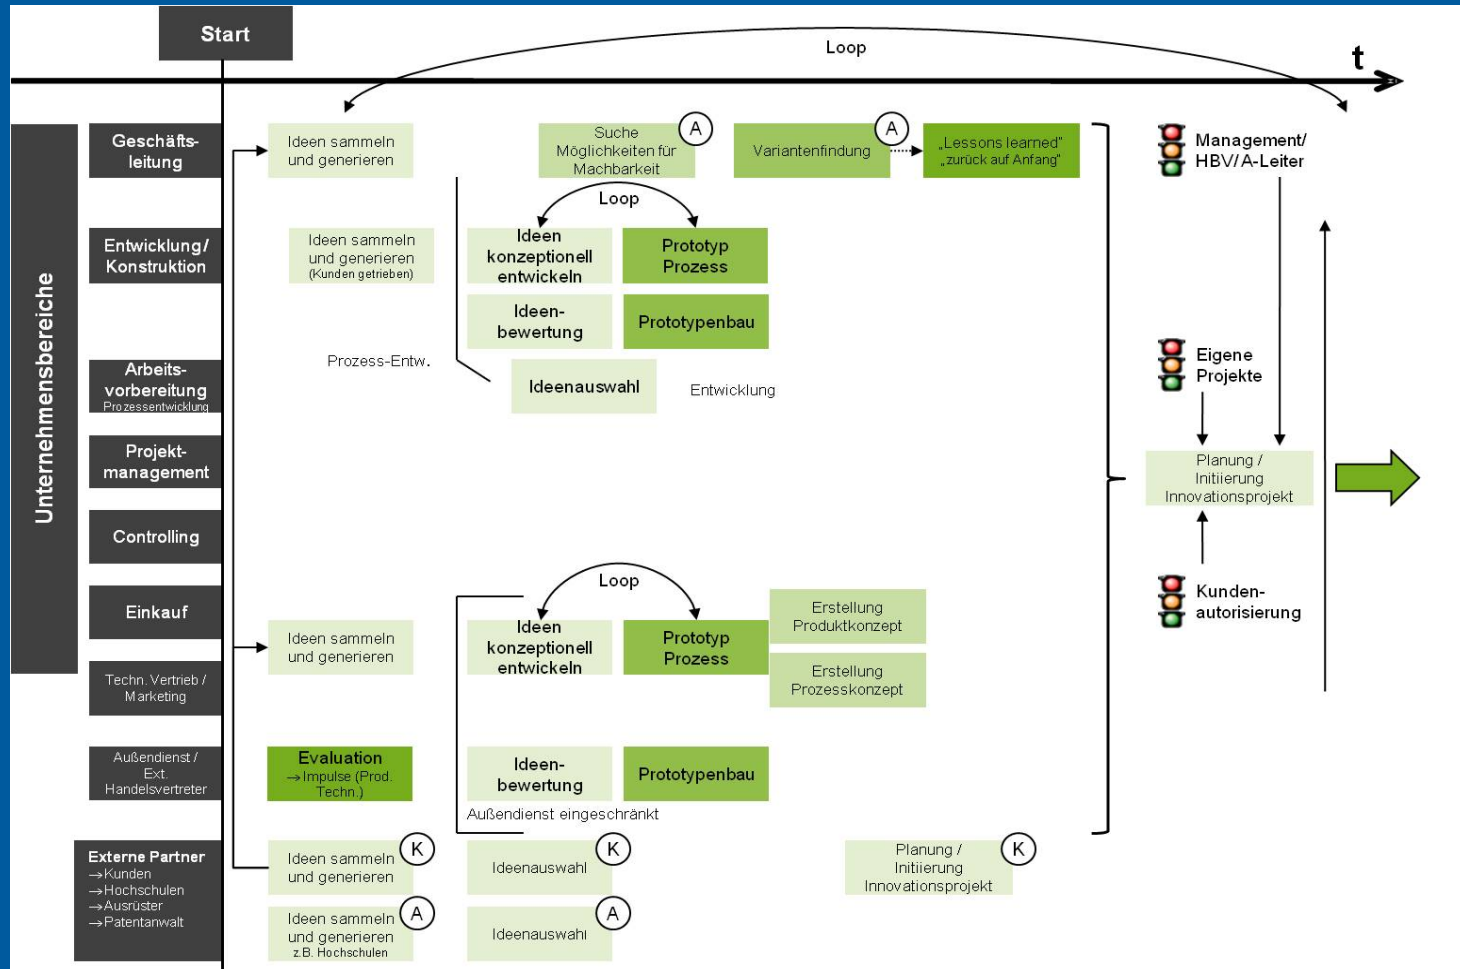 Start
Loop
t
Unternehmensbereiche
Geschäfts-
leitung
Ideen sammeln
und generieren
Suche
Möglichkeiten für
Machbarkeit
A
Variantenfindung
A
„Lessons learned"
„zurück auf Anfang"
Management/
HBV/A-Leiter
Loop
Entwicklung/
Konstruktion
Ideen sammeln
und generieren
(Kunden getrieben)
Ideen
konzeptionell
entwickeln
Prototyp
Prozess
Ideen-
bewertung
Prototypenbau
Prozess-Entw.
Arbeits-
vorbereitung
Prozessentwicklung
Ideenauswahl
Entwicklung
Eigene
Projekte
Projekt-
management
Planung /
Initiierung
Innovationsprojekt
Controlling
Loop
Einkauf
Ideen sammeln
und generieren
Ideen
konzeptionell
entwickeln
Prototyp
Prozess
Erstellung
Produktkonzept
Erstellung
Prozesskonzept
Kunden-
autorisierung
Techn. Vertrieb /
Marketing
Außendienst /
Ext.
Handelsvertreter
Evaluation
→Impulse (Prod.
Techn.)
Ideen-
bewertung
Prototypenbau
Außendienst eingeschränkt
Externe Partner
→Kunden
→Hochschulen
→Ausrüster
→Patentanwalt
Ideen sammeln
und generieren
K
Ideenauswahl
K
Planung /
Initiierung
Innovationsprojekt
K
Ideen sammeln
und generieren
z.B. Hochschulen
A
Ideenauswahl
A